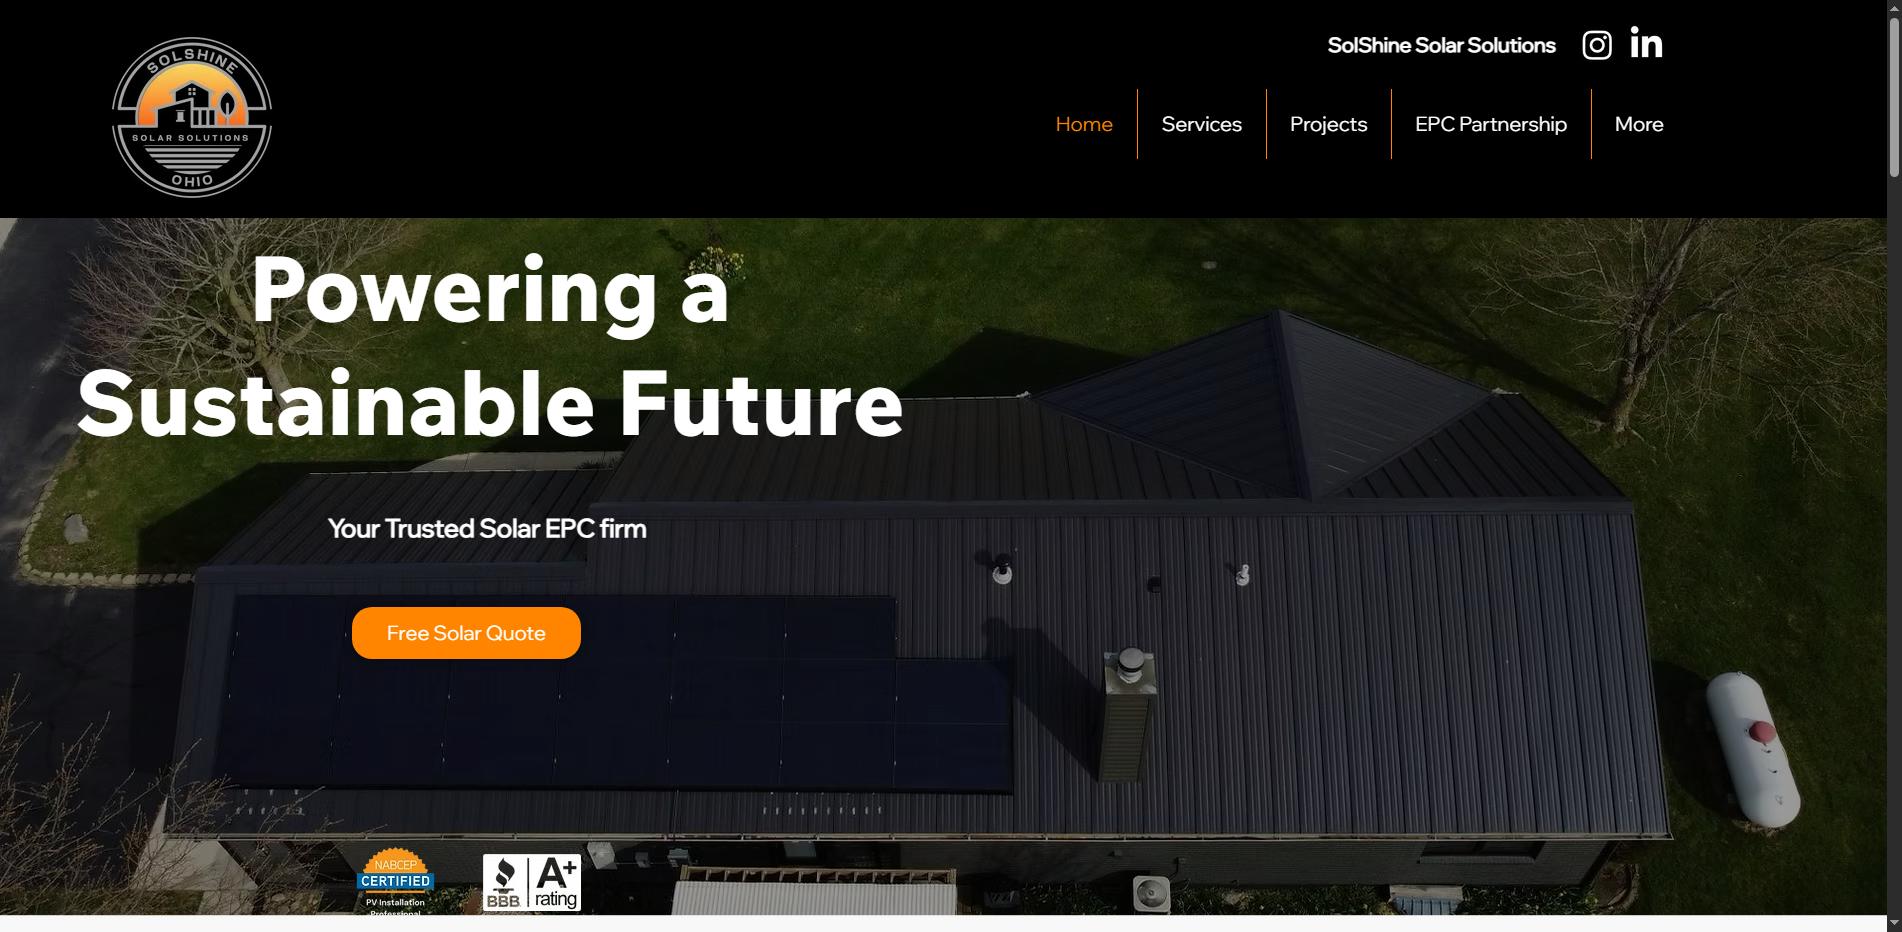 SOLSHINE
SOLAR SOLUTIONS
OHIO
SolShine Solar Solutions
Home
Services
Projects
EPC Partnership
More
Powering a
Sustainable Future
Your Trusted Solar EPC firm
Free Solar Quote
NABCEP
CERTIFIED
PV Installation
Professional
BBB
A+
rating